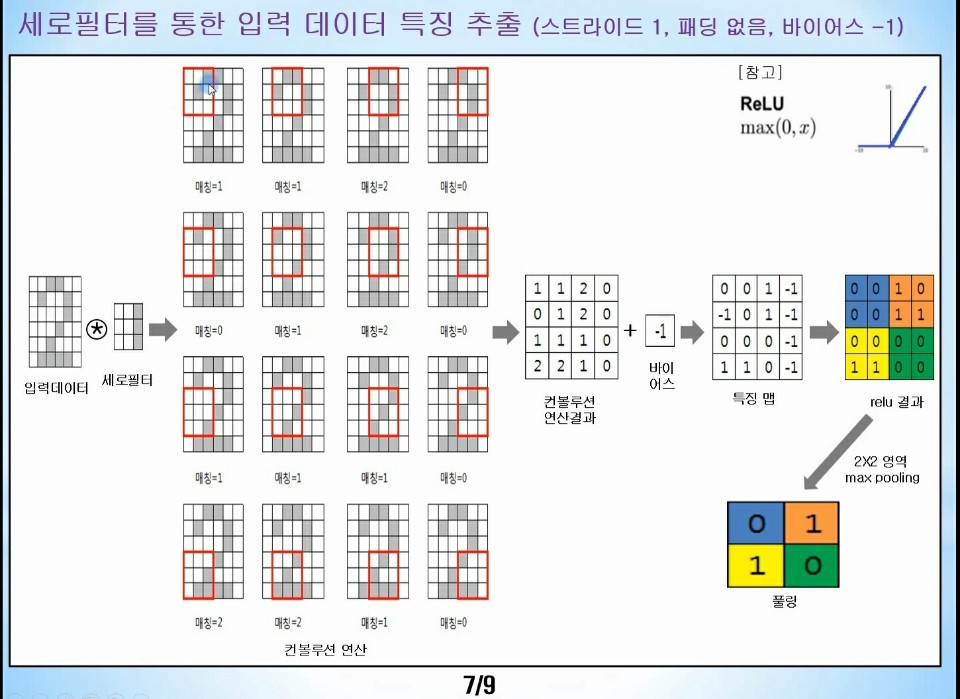 세로필터를 통한 입력 데이터 특징 추출 (스트라이드 1, 패딩 없음, 바이어스 -1)
[참고]
ReLU
max(0, x)
매칭=1 매칭=1 매칭=2 매칭=0
매칭=0 매칭=1 매칭=2 매칭=0
매칭=1 매칭=1 매칭=1 매칭=0
매칭=2 매칭=2 매칭=1 매칭=0
컨볼루션 연산
입력데이터
세로필터
1 1 2 0
0 1 2 0
1 1 1 0
2 2 1 0
컨볼루션
연산결과
+
-1
바이
어스
0 0 1 -1
-1 0 1 -1
0 0 0 -1
1 1 0 -1
특징 맵
0 0 1 0
0 0 1 1
0 0 0 0
1 1 0 0
relu 결과
2X2 영역
max pooling
0 1
1 0
풀링
7/9